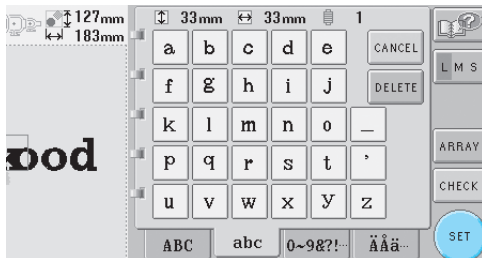 127mm
183mm
33mm 33mm 1
a b c d e CANCEL
f g h i j DELETE
k l m n o _
p q r s t ,
u v w x y z
ABC abc 0~9&?!··· ÄÅä···
L M S
ARRAY
CHECK
SET
ood